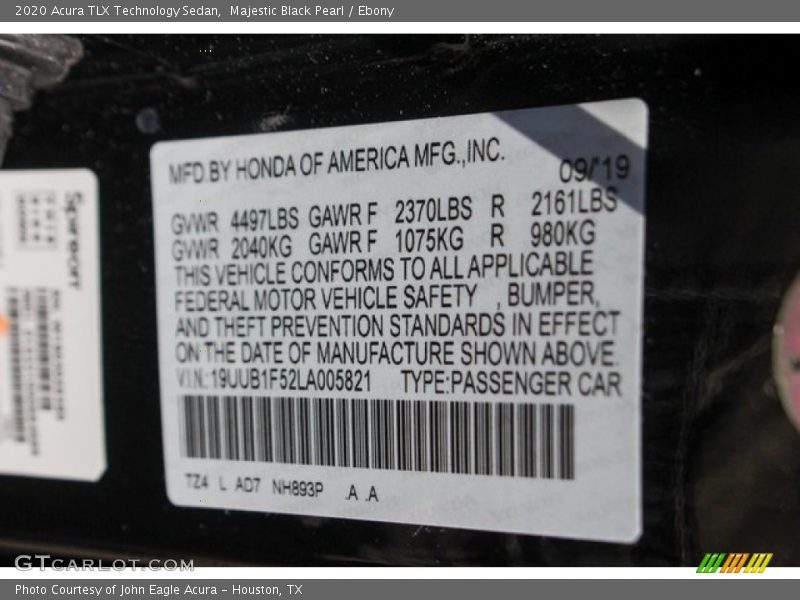 2020 Acura TLX Technology Sedan, Majestic Black Pearl / Ebony
MFD.BY HONDA OF AMERICA MFG.,INC.
09/'19
GVWR 4497LBS GAWR F 2370LBS R 2161LBS
GVWR 2040KG GAWR F 1075KG R 980KG
THIS VEHICLE CONFORMS TO ALL APPLICABLE
FEDERAL MOTOR VEHICLE SAFETY , BUMPER,
AND THEFT PREVENTION STANDARDS IN EFFECT
ON THE DATE OF MANUFACTURE SHOWN ABOVE.
V.I.N.:19UUB1F52LA005821 TYPE:PASSENGER CAR
TZ4 L AD7 NH893P .A .A
GTCARLOT.COM
Photo Courtesy of John Eagle Acura - Houston, TX